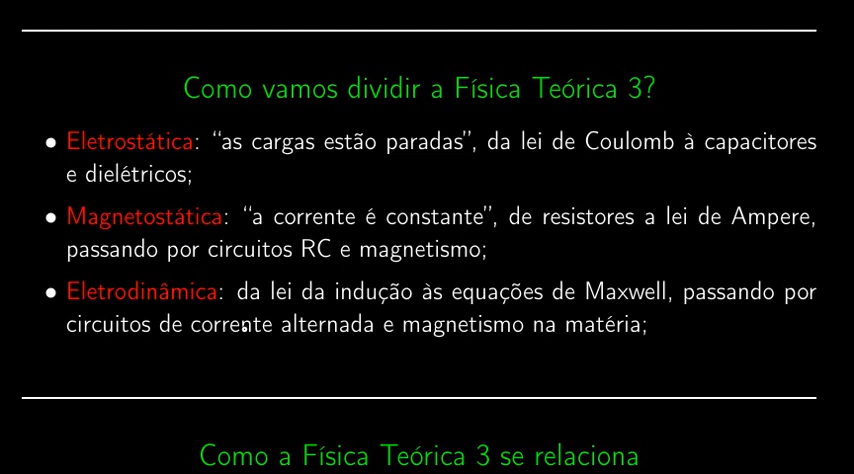 Como vamos dividir a Física Teórica 3?
• Eletrostática: “as cargas estão paradas”, da lei de Coulomb à capacitores
e dielétricos;
• Magnetostática: “a corrente é constante”, de resistores a lei de Ampere,
passando por circuitos RC e magnetismo;
• Eletrodinâmica: da lei da indução às equações de Maxwell, passando por
circuitos de corrente alternada e magnetismo na matéria;
Como a Física Teórica 3 se relaciona